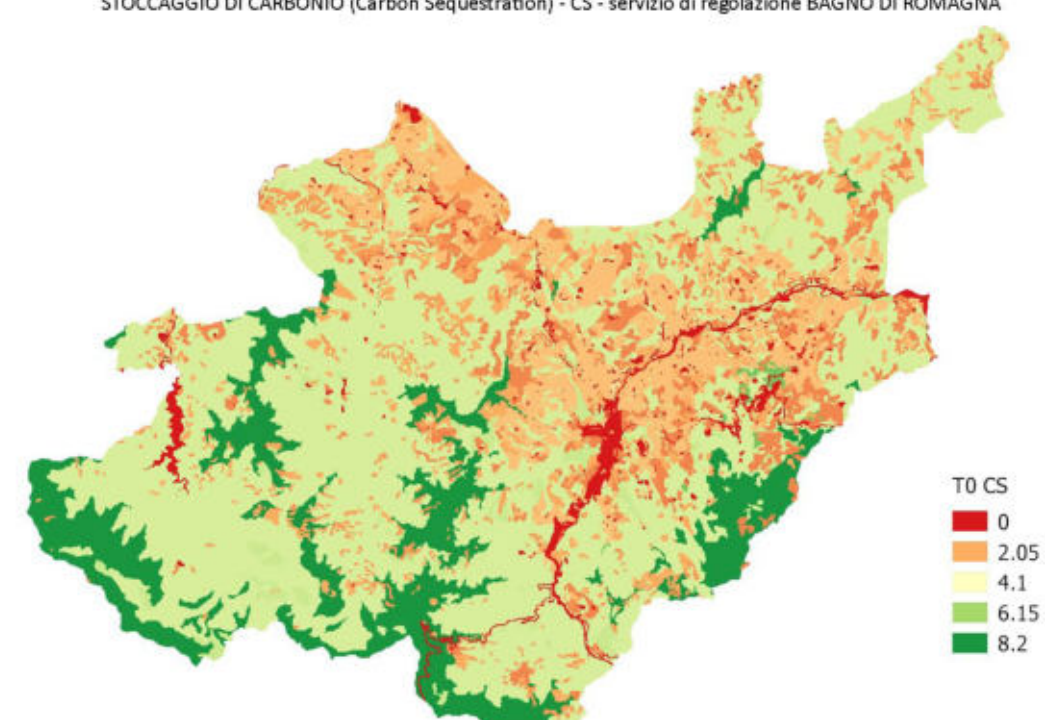 STOCCAGGIO DI CARBONIO (Carbon Sequestration) - CS - servizio di regolazione BAGNO DI ROMAGNA
T0 CS
0
2.05
4.1
6.15
8.2